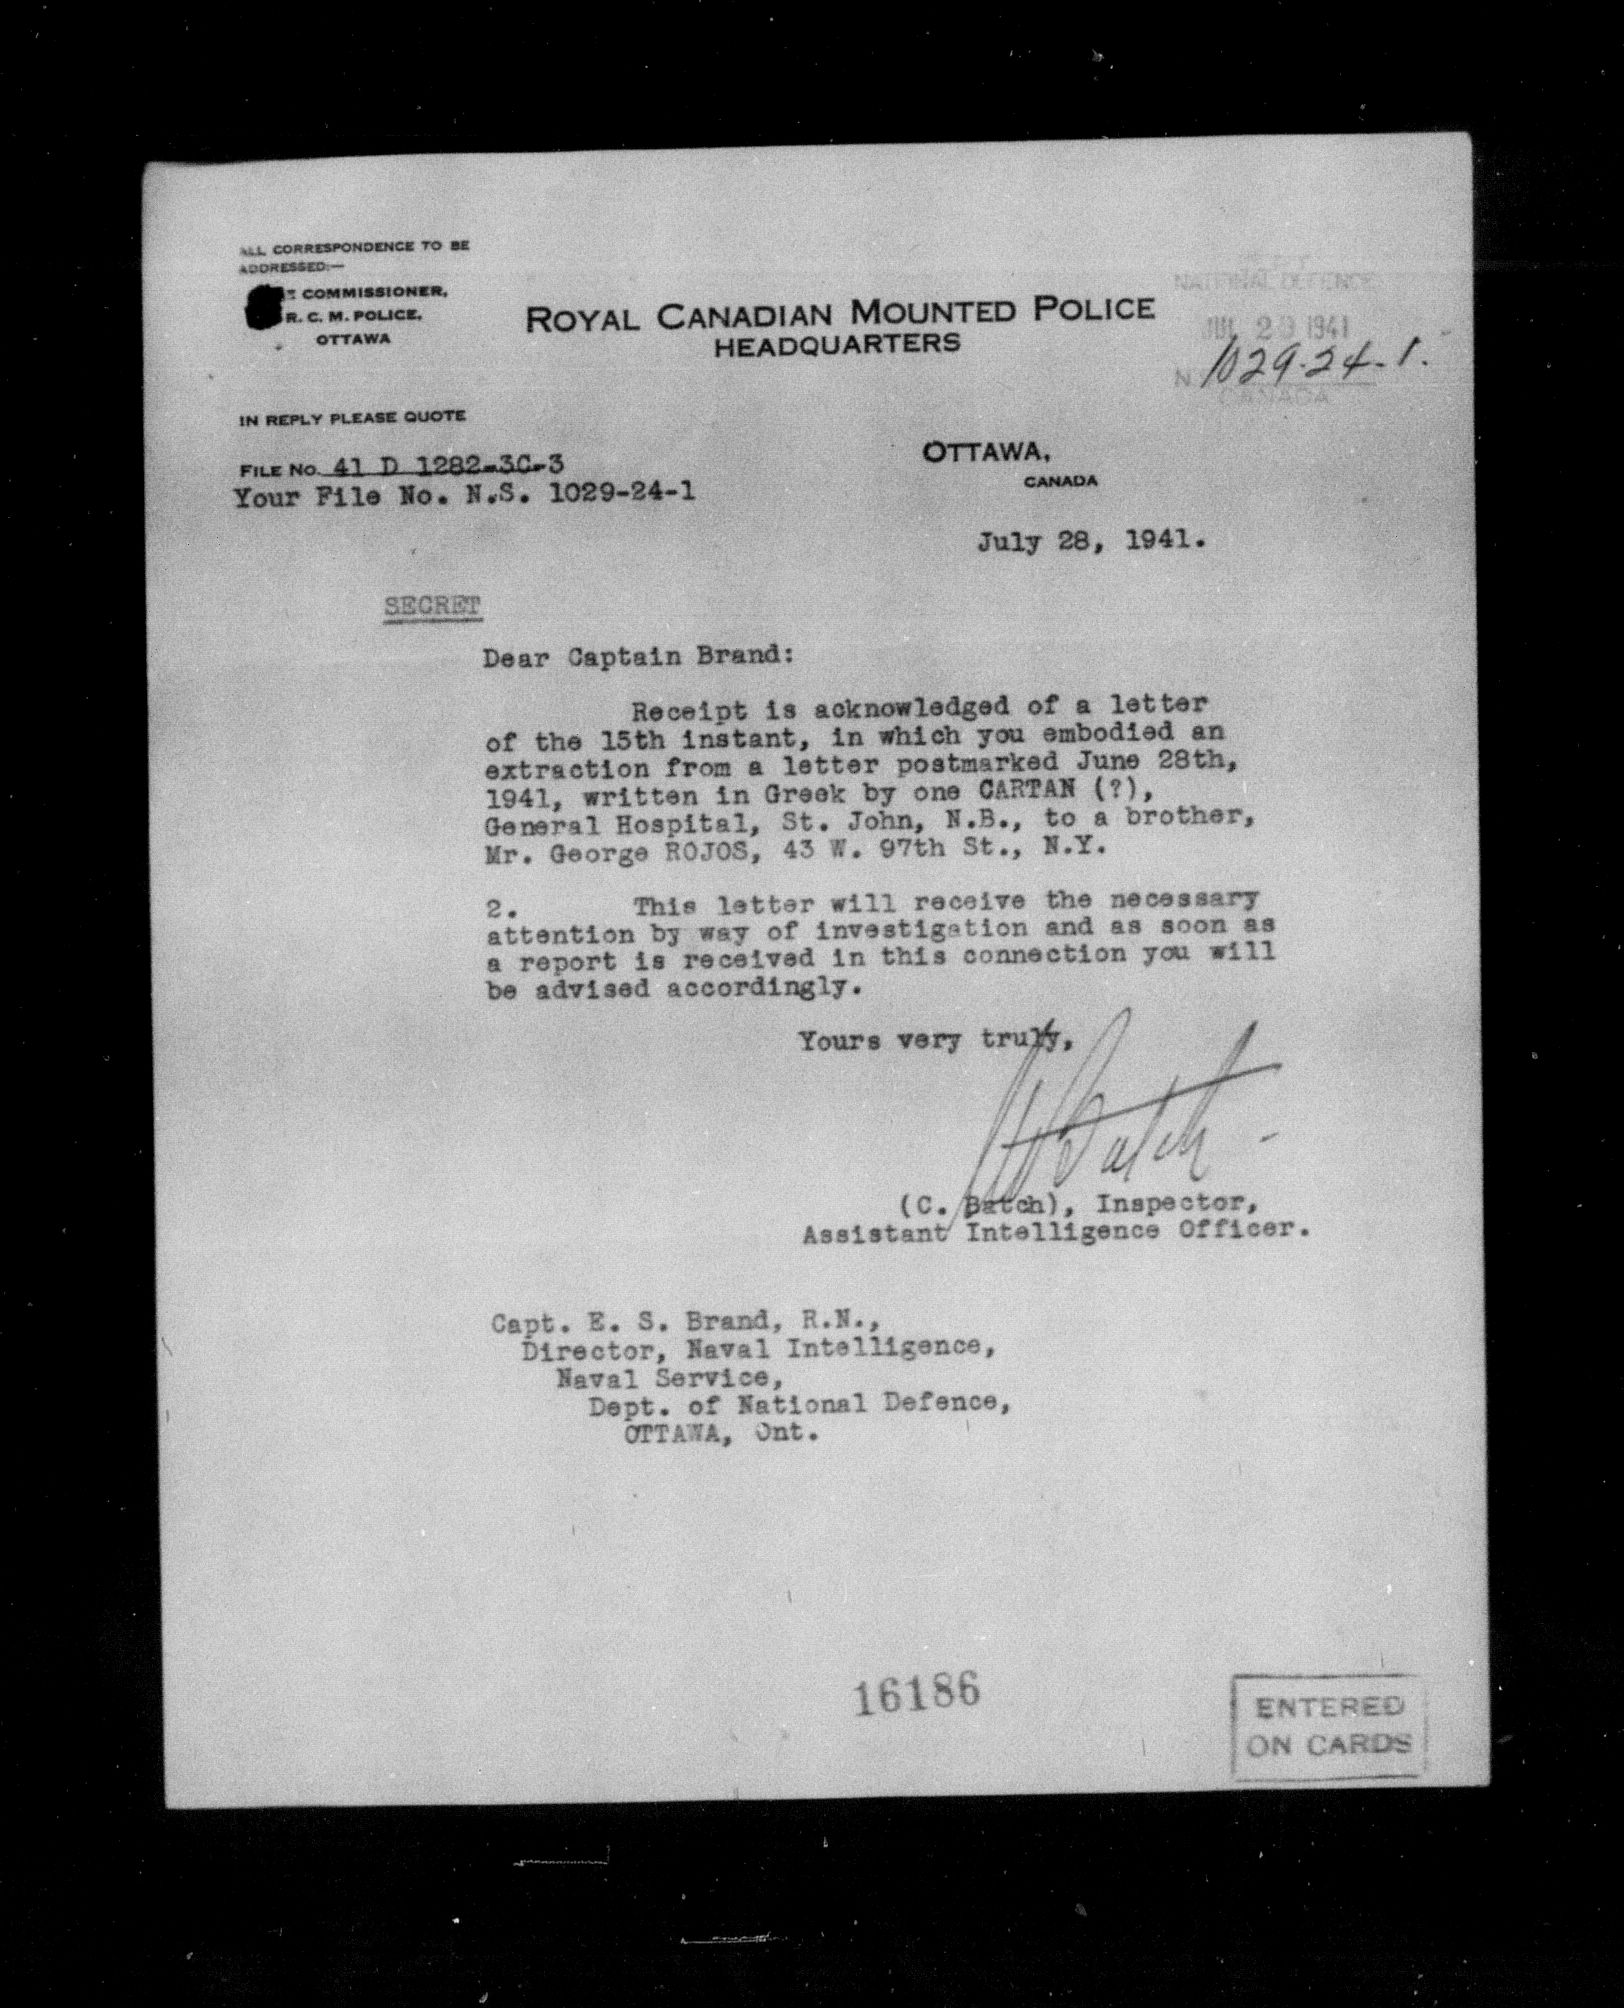 ALL CORRESPONDENCE TO BE
ADDRESSED:—
COMMISSIONER,
R. C. M. POLICE,
OTTAWA
ROYAL CANADIAN MOUNTED POLICE
HEADQUARTERS
NATIONAL DEFENCE
JUL 29 1941
1029-24-1.
N.
CANADA
IN REPLY PLEASE QUOTE
FILE NO. 41 D 1282-3C-3
Your File No. N.S. 1029-24-1
OTTAWA,
CANADA
July 28, 1941.
SECRET
Dear Captain Brand:
Receipt is acknowledged of a letter
of the 15th instant, in which you embodied an
extraction from a letter postmarked June 28th,
1941, written in Greek by one CARTAN (?),
General Hospital, St. John, N.B., to a brother,
Mr. George ROJOS, 43 W. 97th St., N.Y.
2. This letter will receive the necessary
attention by way of investigation and as soon as
a report is received in this connection you will
be advised accordingly.
Yours very truly,
(C. Batch), Inspector,
Assistant Intelligence Officer.
Capt. E. S. Brand, R.N.,
Director, Naval Intelligence,
Naval Service,
Dept. of National Defence,
OTTAWA, Ont.
16186
ENTERED
ON CARDS